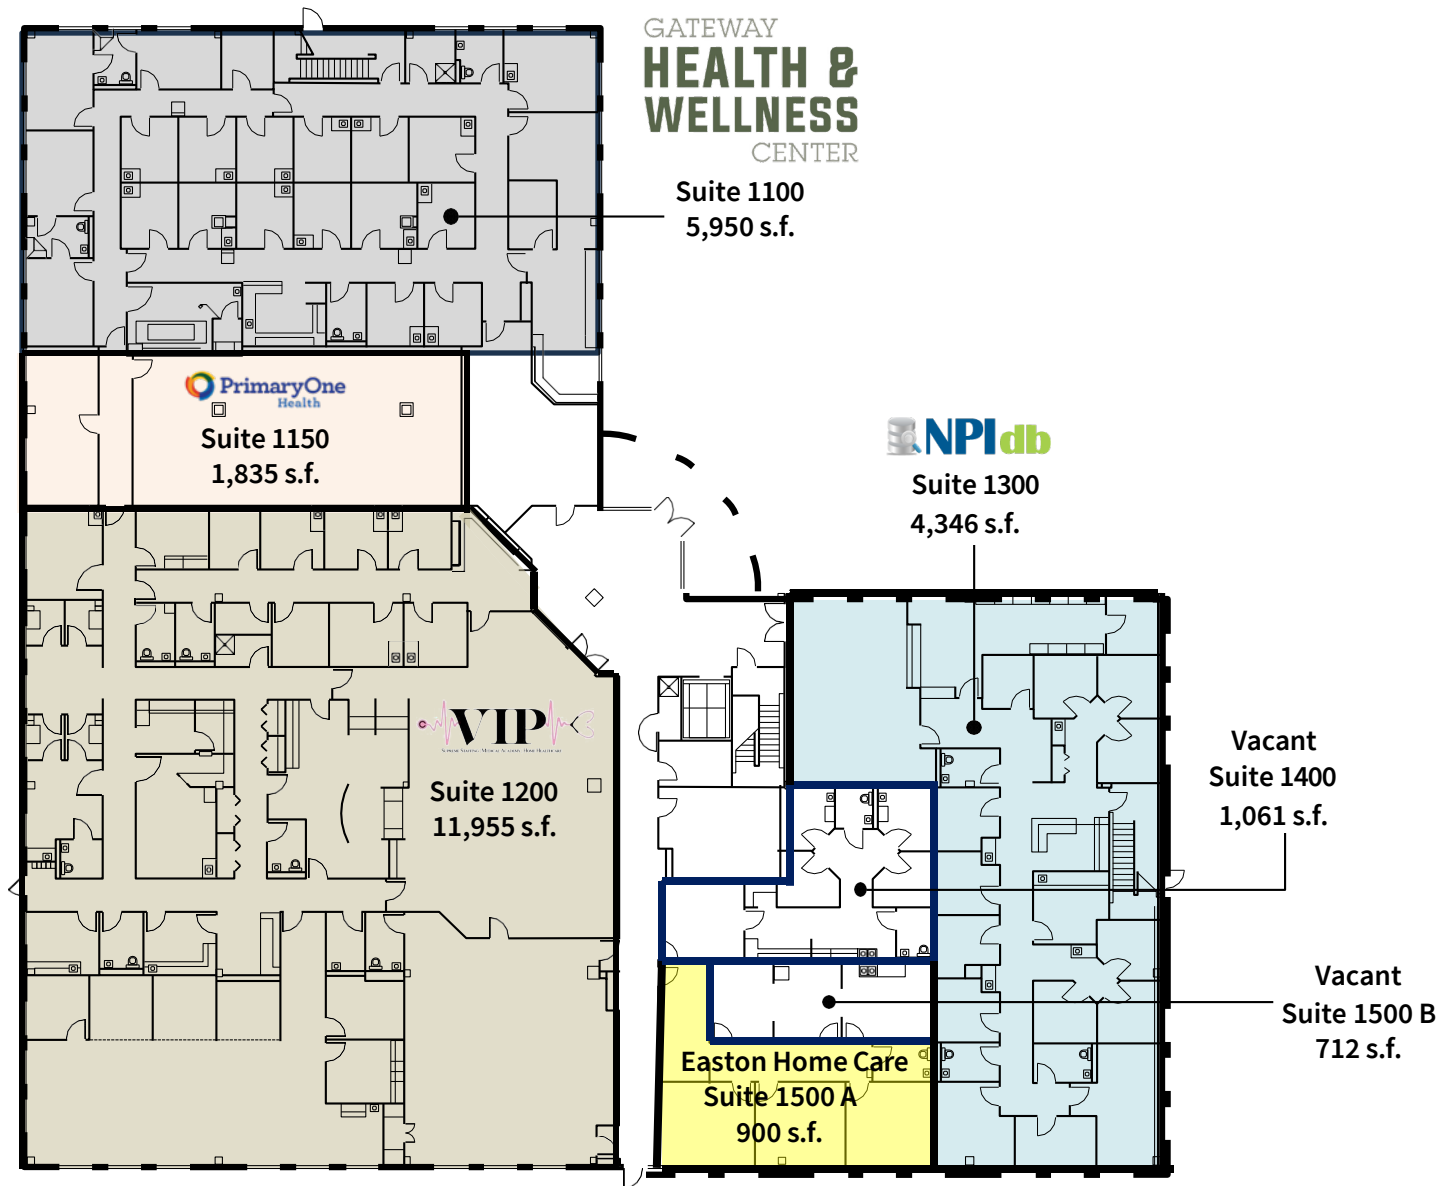 GATEWAY
HEALTH &
WELLNESS
CENTER
Suite 1100
5,950 s.f.
PrimaryOne
Health
Suite 1150
1,835 s.f.
NPIdb
Suite 1300
4,346 s.f.
VIP
Suite 1200
11,955 s.f.
Vacant
Suite 1400
1,061 s.f.
Vacant
Suite 1500 B
712 s.f.
Easton Home Care
Suite 1500 A
900 s.f.